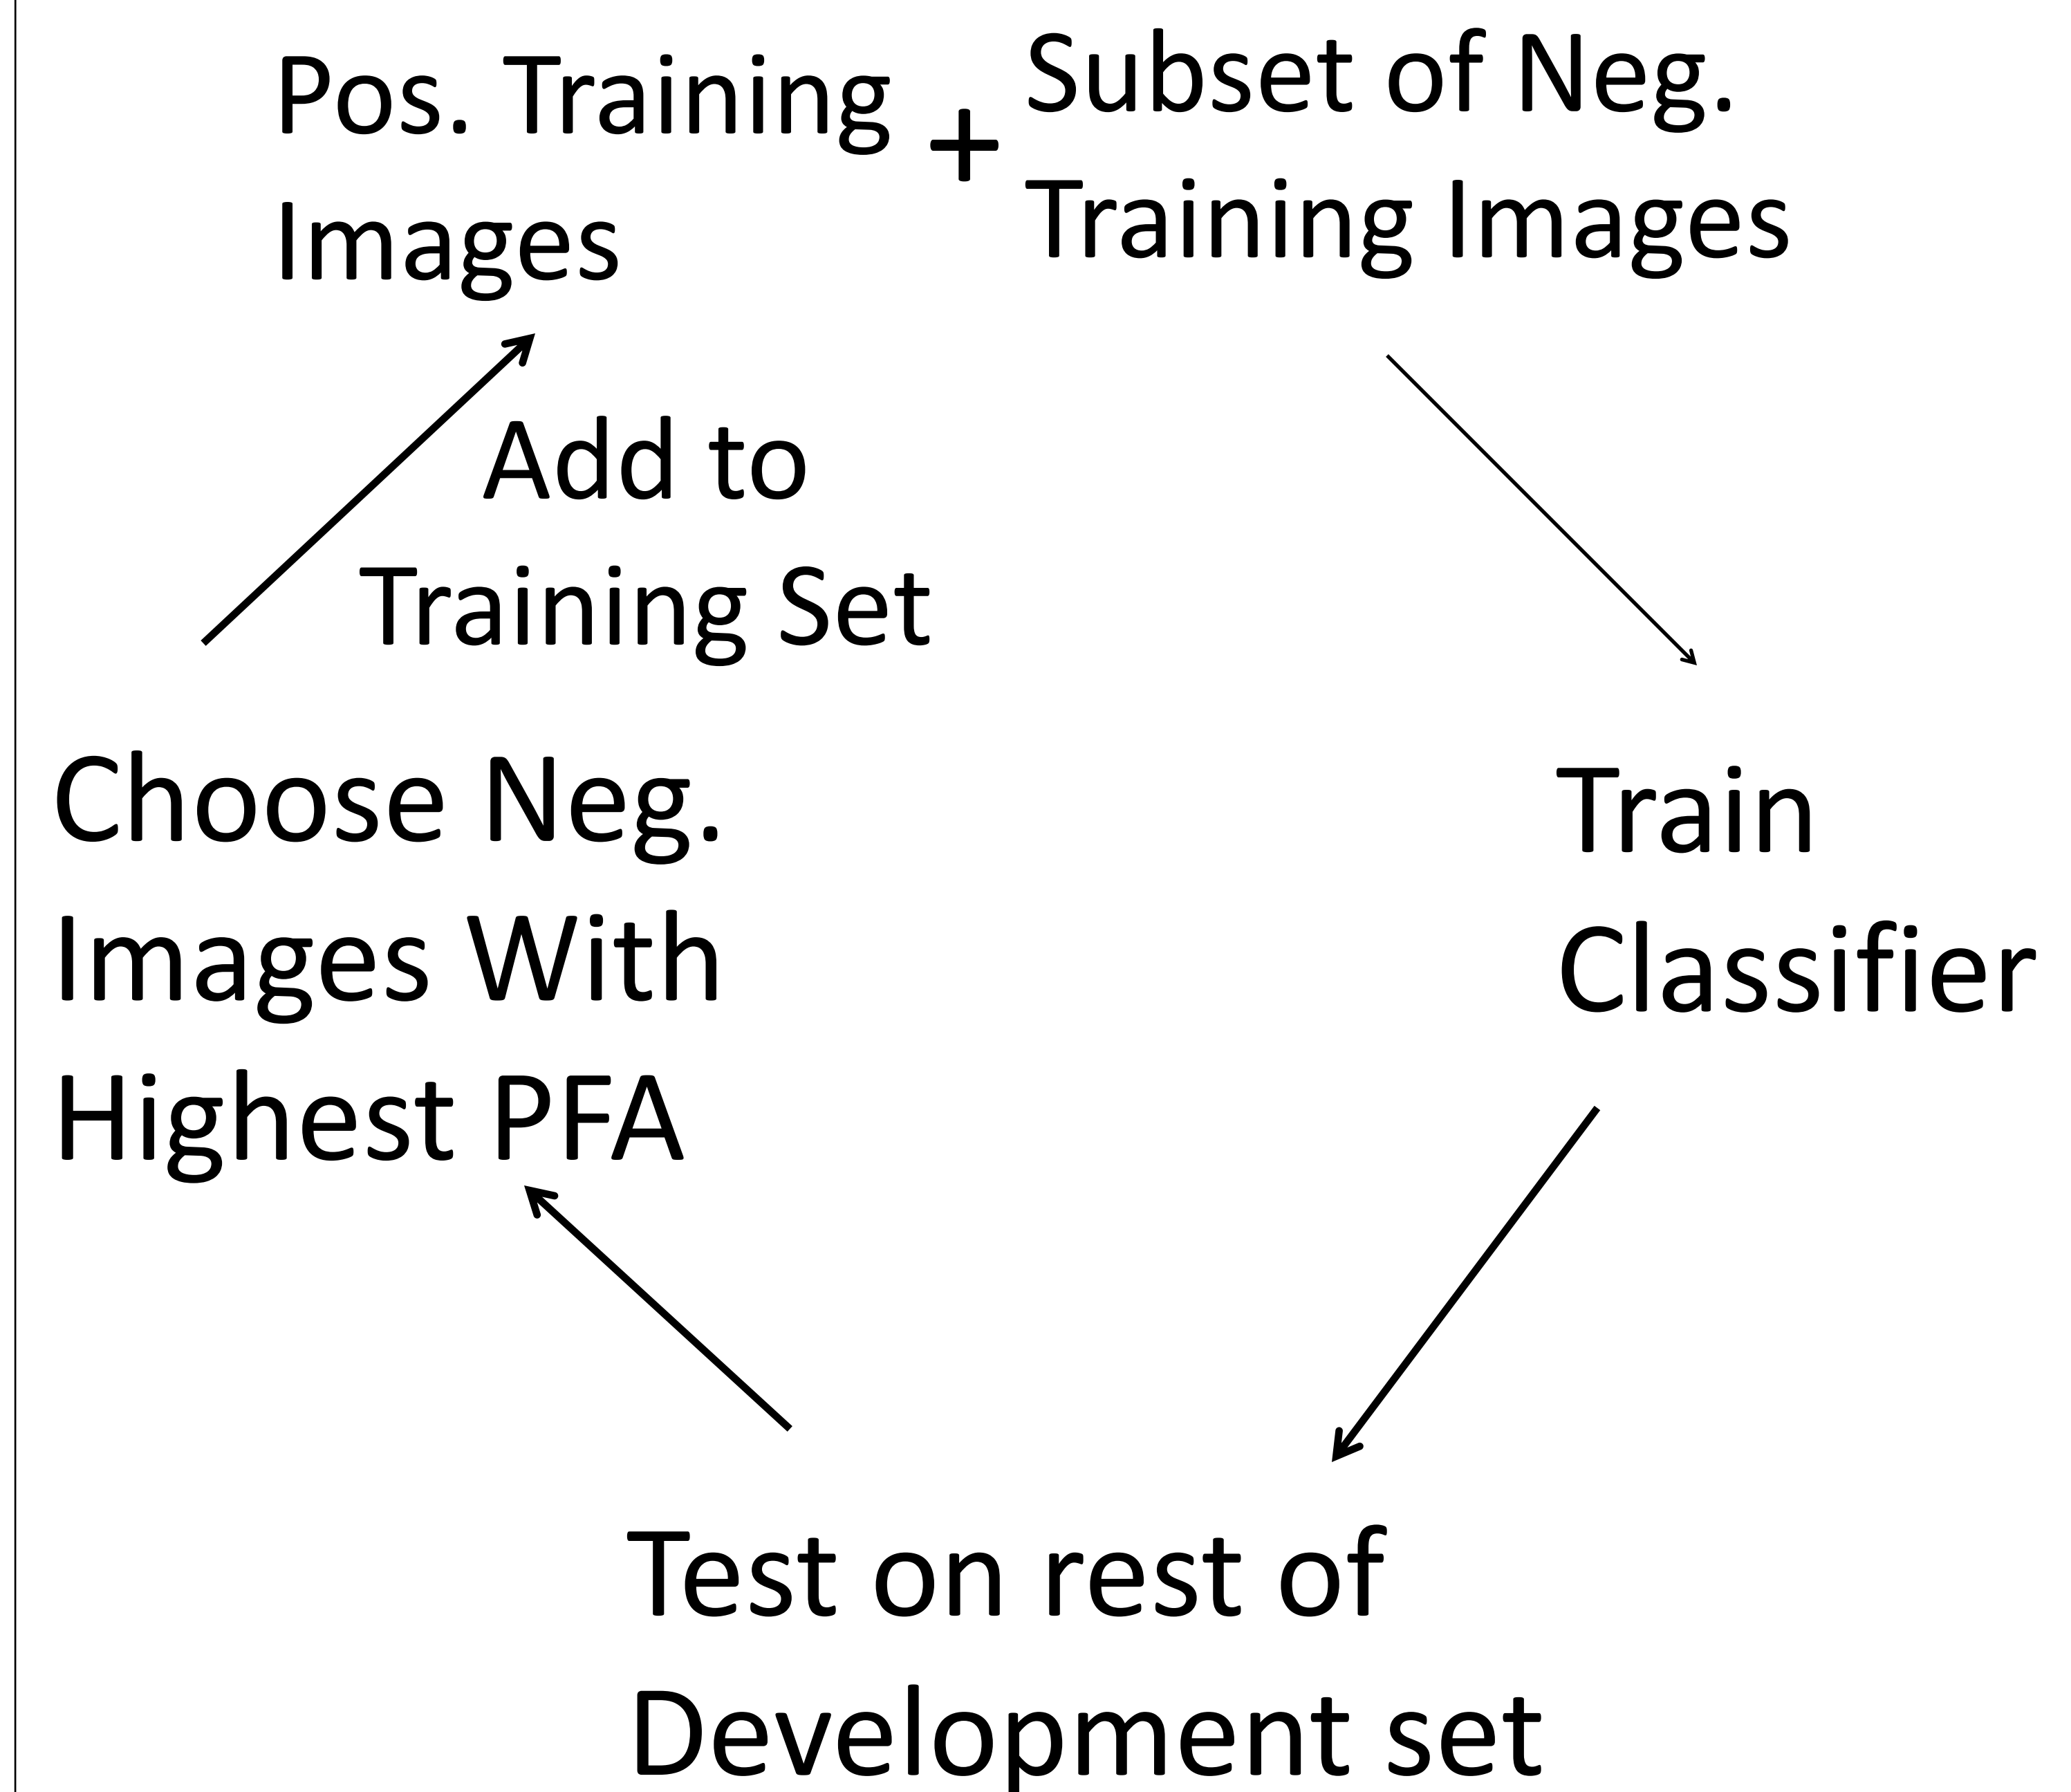 Pos. Training
Images
+
Subset of Neg.
Training Images
Add to
Training Set
Choose Neg.
Images With
Highest PFA
Train
Classifier
Test on rest of
Development set